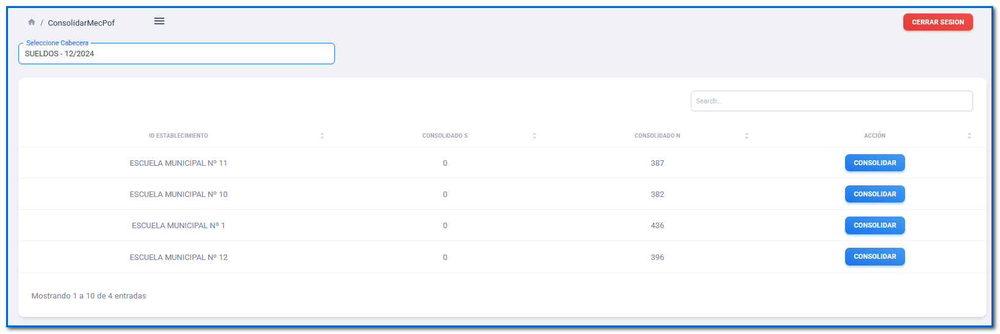 / ConsolidarMecPof
CERRAR SESION
Seleccione Cabecera
SUELDOS - 12/2024
Search...
ID ESTABLECIMIENTO CONSOLIDADO S CONSOLIDADO N ACCIÓN
ESCUELA MUNICIPAL Nº 11 0 387 CONSOLIDAR
ESCUELA MUNICIPAL Nº 10 0 382 CONSOLIDAR
ESCUELA MUNICIPAL Nº 1 0 436 CONSOLIDAR
ESCUELA MUNICIPAL Nº 12 0 396 CONSOLIDAR
Mostrando 1 a 10 de 4 entradas